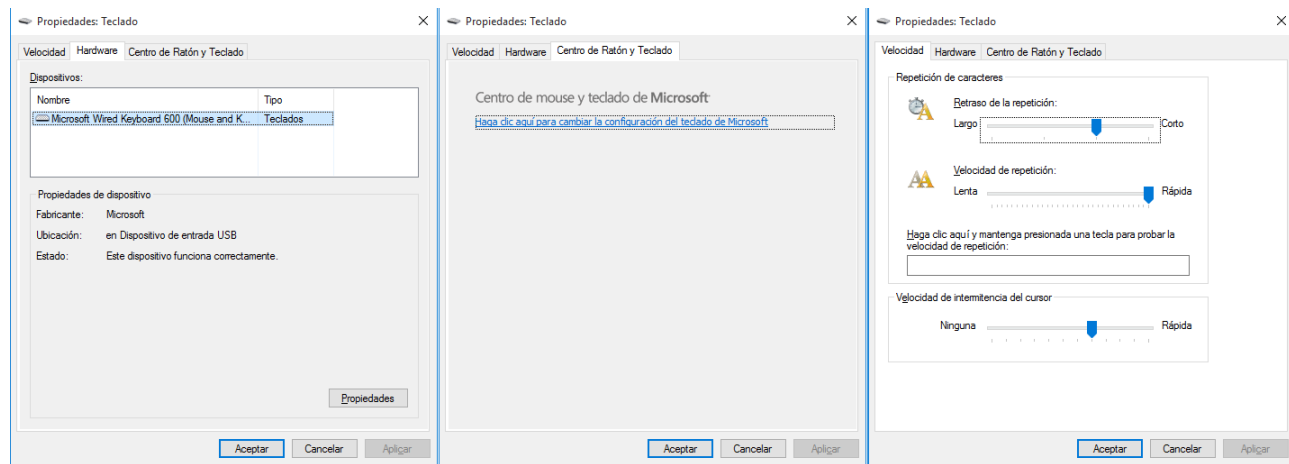 Propiedades: Teclado
Velocidad Hardware Centro de Ratón y Teclado
Dispositivos:
Nombre Tipo
Microsoft Wired Keyboard 600 (Mouse and K... Teclados
Propiedades de dispositivo
Fabricante: Microsoft
Ubicación: en Dispositivo de entrada USB
Estado: Este dispositivo funciona correctamente.
Propiedades
Aceptar Cancelar Aplicar
Propiedades: Teclado
Velocidad Hardware Centro de Ratón y Teclado
Centro de mouse y teclado de Microsoft
Haga clic aquí para cambiar la configuración del teclado de Microsoft
Aceptar Cancelar Aplicar
Propiedades: Teclado
Velocidad Hardware Centro de Ratón y Teclado
Repetición de caracteres
Retraso de la repetición:
Largo Corto
Velocidad de repetición:
Lenta Rápida
Haga clic aquí y mantenga presionada una tecla para probar la
velocidad de repetición:
Velocidad de intermitencia del cursor
Ninguna Rápida
Aceptar Cancelar Aplicar